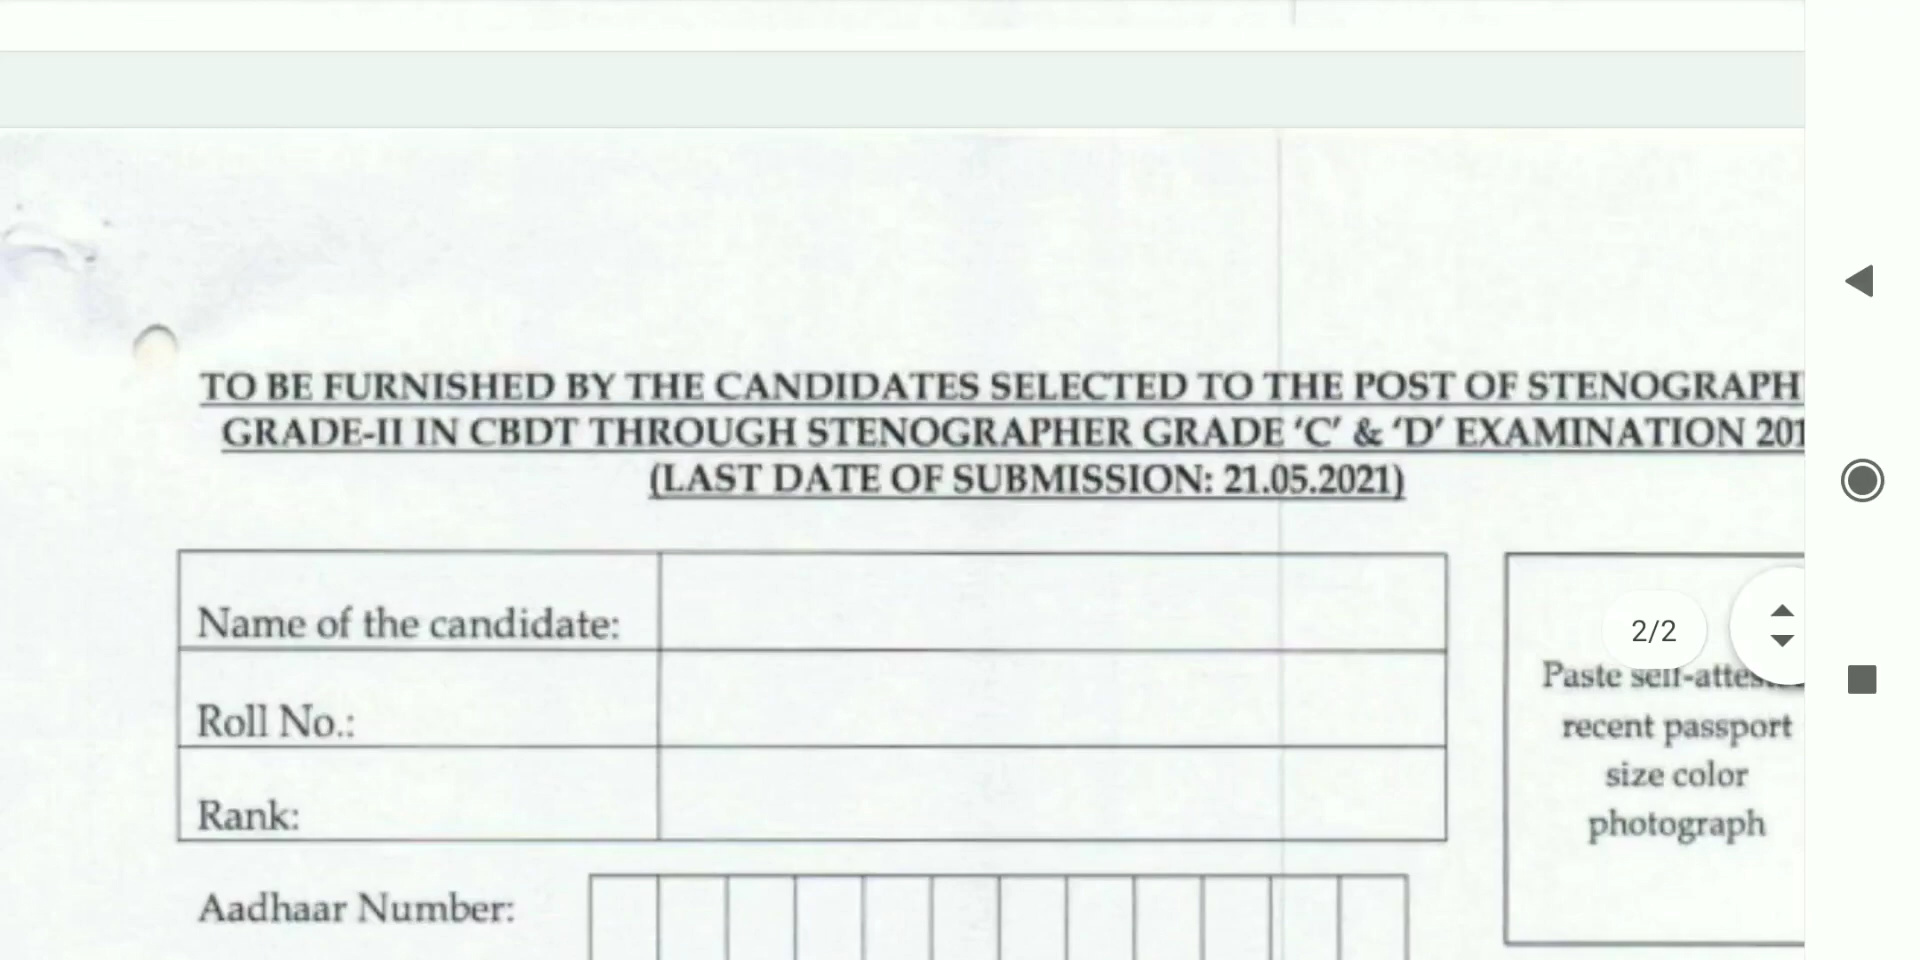 TO BE FURNISHED BY THE CANDIDATES SELECTED TO THE POST OF STENOGRAPH
GRADE-II IN CBDT THROUGH STENOGRAPHER GRADE ‘C’ & ‘D’ EXAMINATION 201
(LAST DATE OF SUBMISSION: 21.05.2021)
Name of the candidate:
Roll No.:
Rank:
2/2
Paste self-attes
recent passport
size color
photograph
Aadhaar Number: